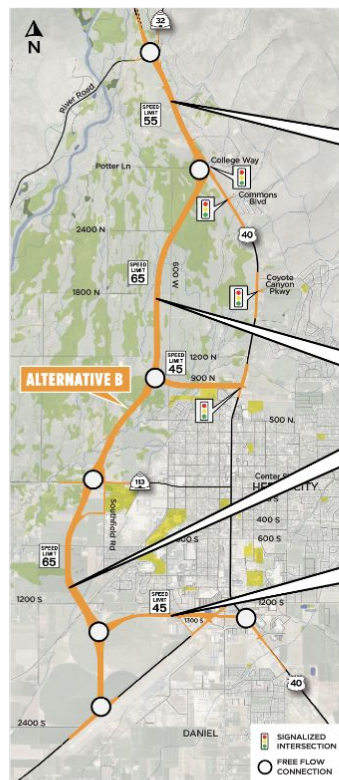 32
N
River Road
SPEED
LIMIT
55
Potter Ln
College Way
Commons
Blvd
2400 N
40
600 W
SPEED
LIMIT
65
1800 N
Coyote
Canyon
Pkwy
1200 N
SPEED
LIMIT
45
900 N
ALTERNATIVE B
500 N.
Center S
113
HE
CITY
Southfield Rd
400 S
600 S
SPEED
LIMIT
65
SPEED
LIMIT
45
1200 S
1200 S
1300 S
40
2400 S
DANIEL
SIGNALIZED
INTERSECTION
FREE FLOW
CONNECTION